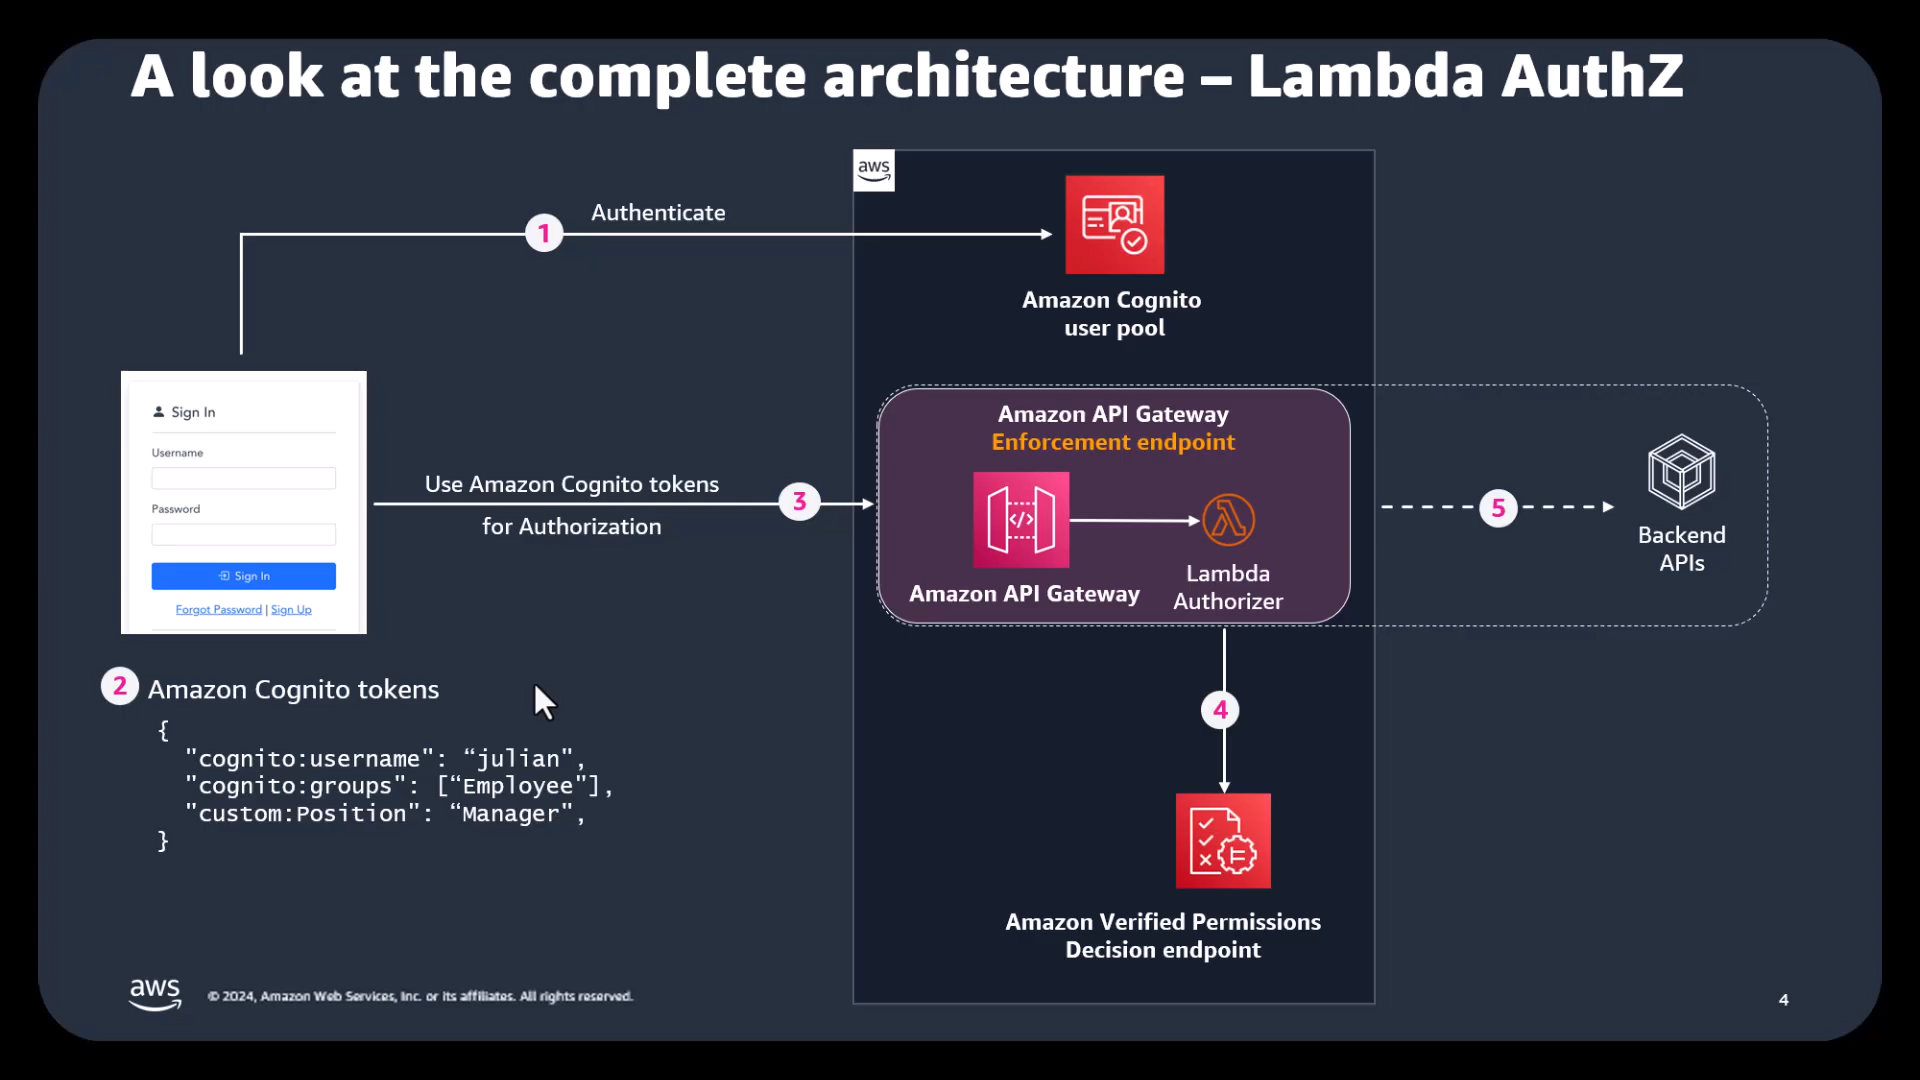 A look at the complete architecture – Lambda AuthZ
aws
1
Authenticate
Amazon Cognito
user pool
Sign In
Username
Password
Sign In
Forgot Password | Sign Up
Use Amazon Cognito tokens
for Authorization
3
Amazon API Gateway
Enforcement endpoint
</>
Amazon API Gateway
Lambda
Authorizer
5
Backend
APIs
2
Amazon Cognito tokens
{
"cognito:username": “julian",
"cognito:groups": [“Employee"],
"custom:Position": “Manager",
}
4
Amazon Verified Permissions
Decision endpoint
aws
© 2024, Amazon Web Services, Inc. or its affiliates. All rights reserved.
4